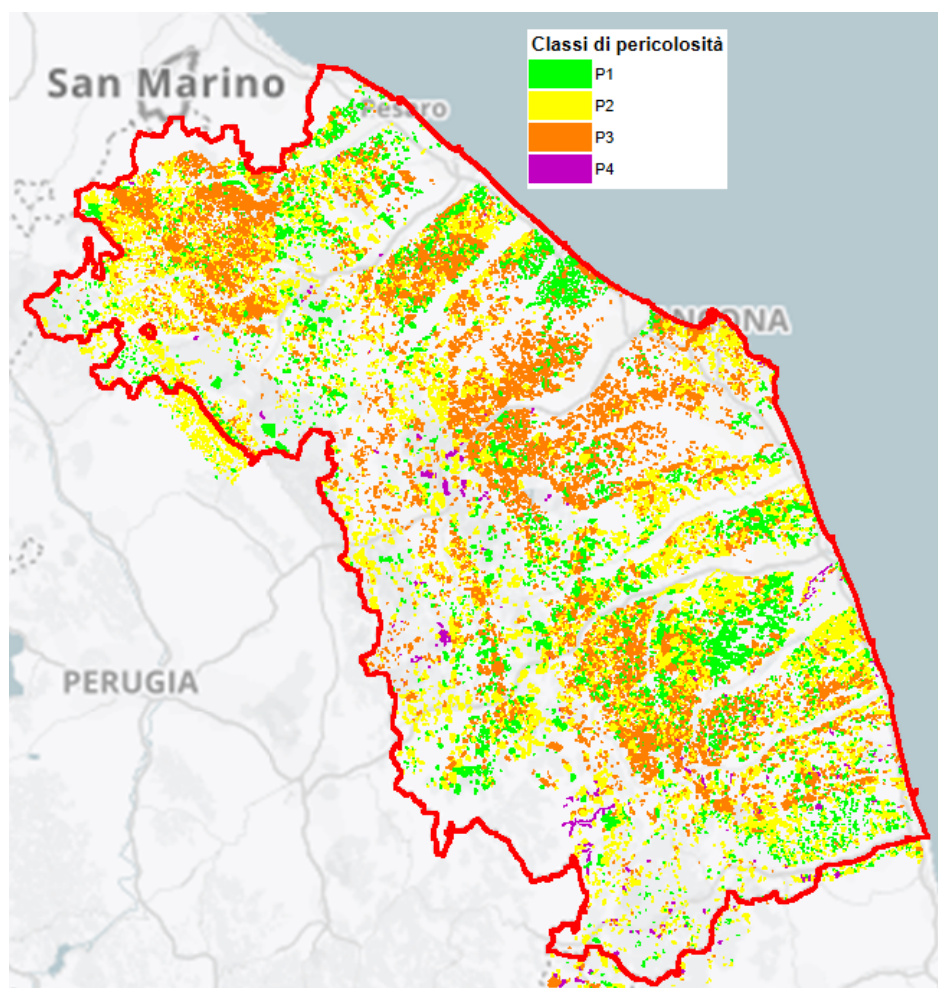 Classi di pericolosità
P1
P2
P3
P4
San Marino
Pesaro
ANCONA
PERUGIA